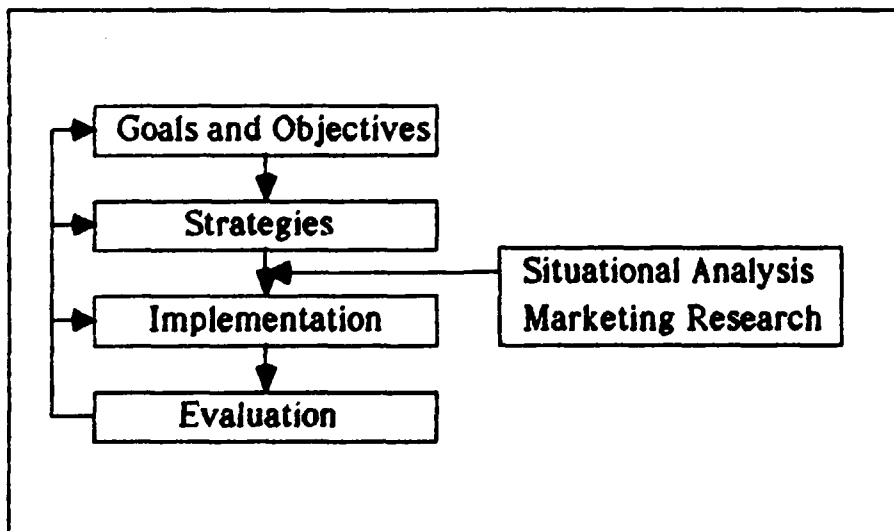 Goals and Objectives
Strategies
Situational Analysis
Marketing Research
Implementation
Evaluation